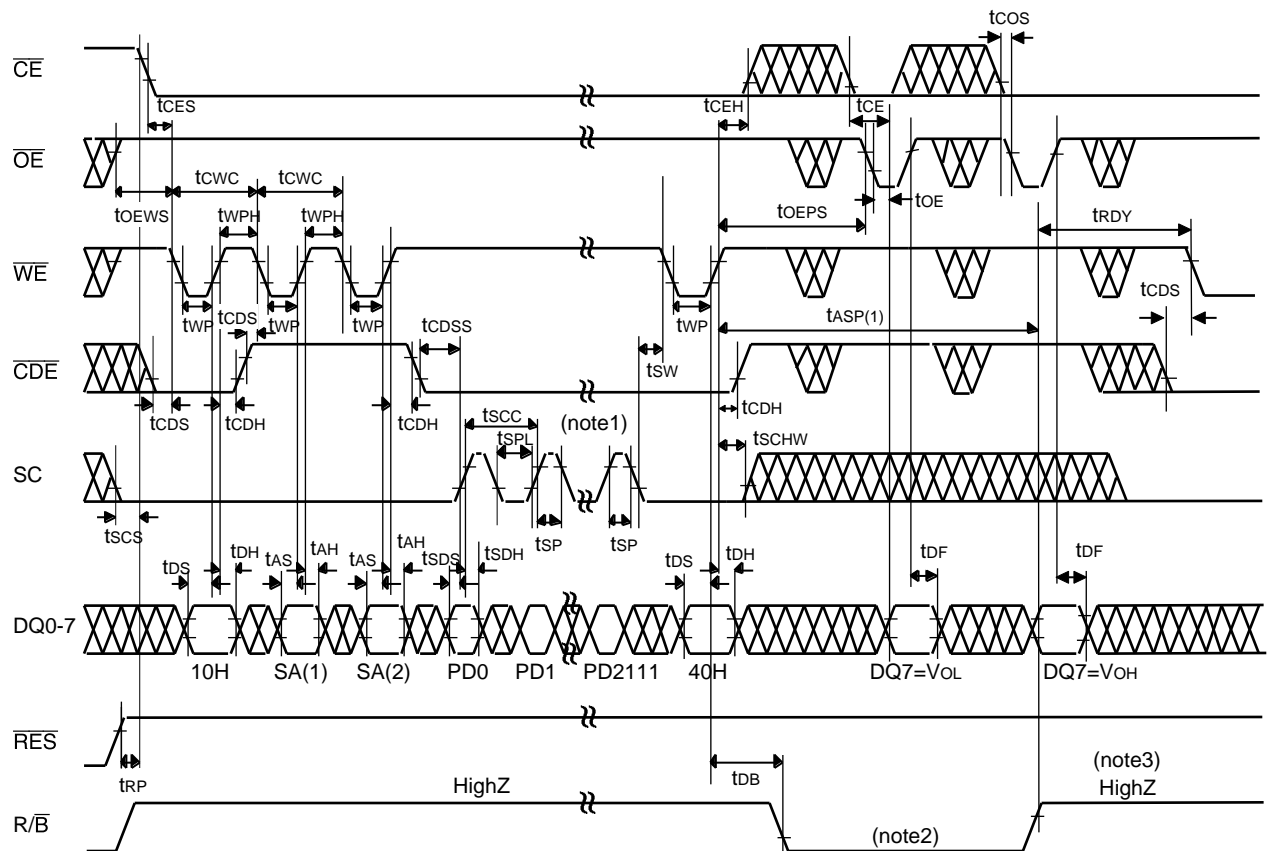 tCOS
CE
tCES
tCEH
tCE
OE
tCWC
tCWC
tOEWS
tWPH
tWPH
tOEPS
tOE
tRDY
WE
tWP
tCDS
tWP
tWP
tCDSS
tWP
tASP(1)
tCDS
CDE
tSW
tCDS
tCDH
tCDH
tSCC
(note1)
tCDH
tSPL
tSCHW
SC
tSCS
tSP
tSP
tDS
tDH
tAS
tAH
tAS
tAH
tSDS
tSDH
tDS
tDH
tDF
tDF
DQ0-7
10H
SA(1)
SA(2)
PD0
PD1
PD2111
40H
DQ7=VOL
DQ7=VOH
RES
tRP
HighZ
tDB
(note3)
HighZ
R/B
(note2)